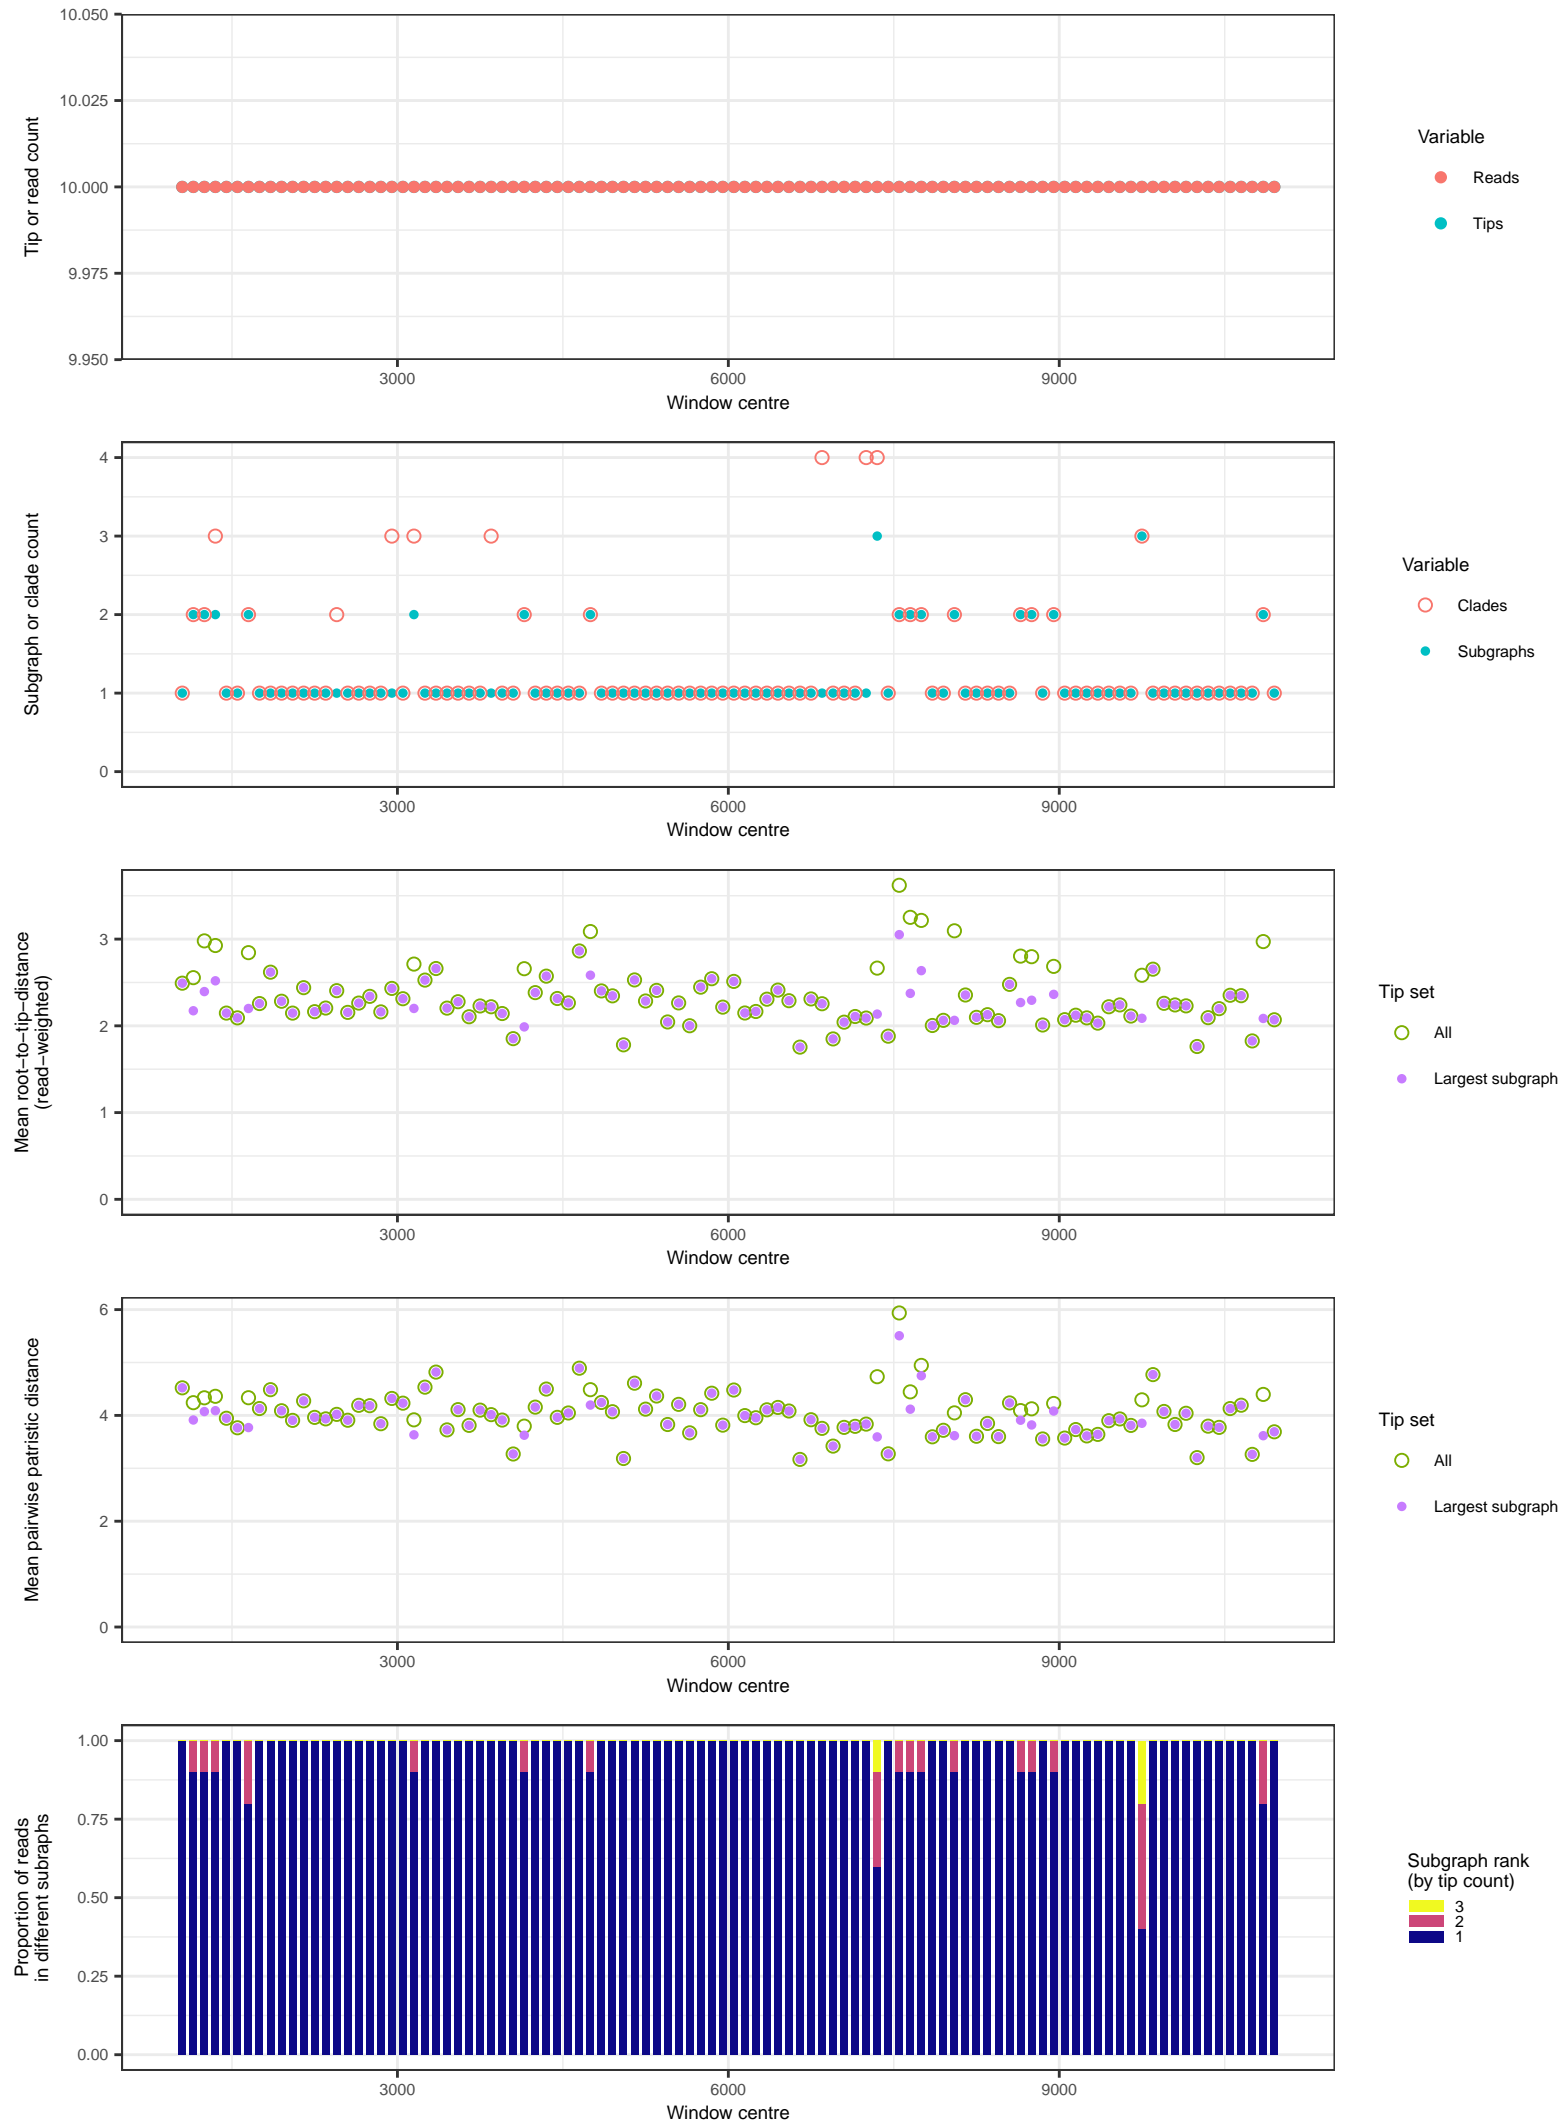 10.050
10.025
10.000
9.975
9.950
Tip or read count
3000 6000 9000
Window centre
Variable
Reads
Tips
4
3
2
1
0
Subgraph or clade count
3000 6000 9000
Window centre
Variable
Clades
Subgraphs
3
2
1
0
Mean root−to−tip−distance
(read−weighted)
3000 6000 9000
Window centre
Tip set
All
Largest subgraph
6
4
2
0
Mean pairwise patristic distance
3000 6000 9000
Window centre
Tip set
All
Largest subgraph
1.00
0.75
0.50
0.25
0.00
Proportion of reads
in different subraphs
3000 6000 9000
Window centre
Subgraph rank
(by tip count)
3
2
1